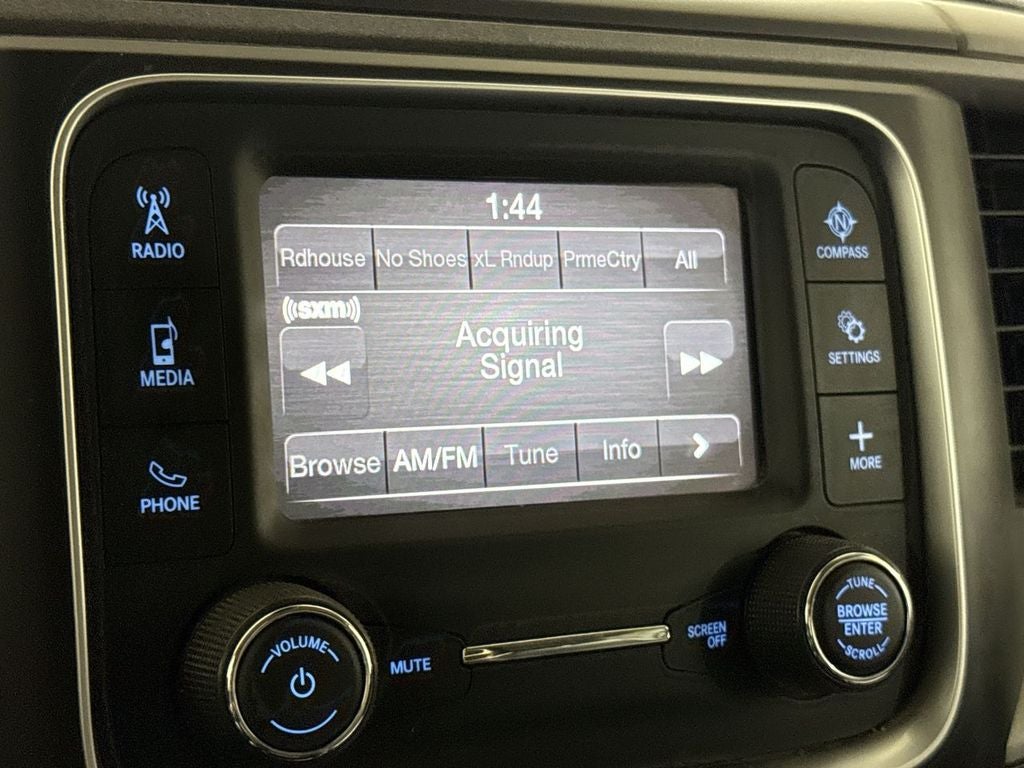 1:44
Rdhouse No Shoes xL Rndup PrmeCtry All
((sxm))
Acquiring
Signal
Browse AM/FM Tune Info
RADIO
MEDIA
PHONE
N
COMPASS
SETTINGS
MORE
VOLUME
MUTE
SCREEN
OFF
TUNE
BROWSE
ENTER
SCROLL